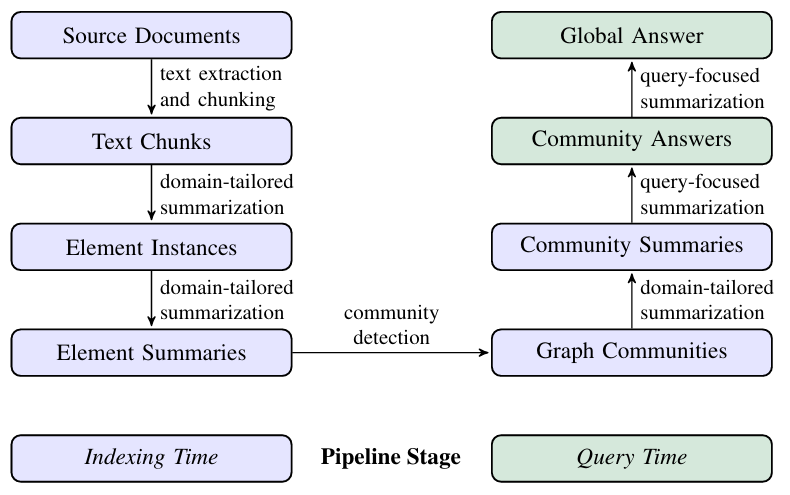 Source Documents
text extraction
and chunking
Text Chunks
domain-tailored
summarization
Element Instances
domain-tailored
summarization
Element Summaries
community
detection
Global Answer
query-focused
summarization
Community Answers
query-focused
summarization
Community Summaries
domain-tailored
summarization
Graph Communities
Indexing Time
Pipeline Stage
Query Time